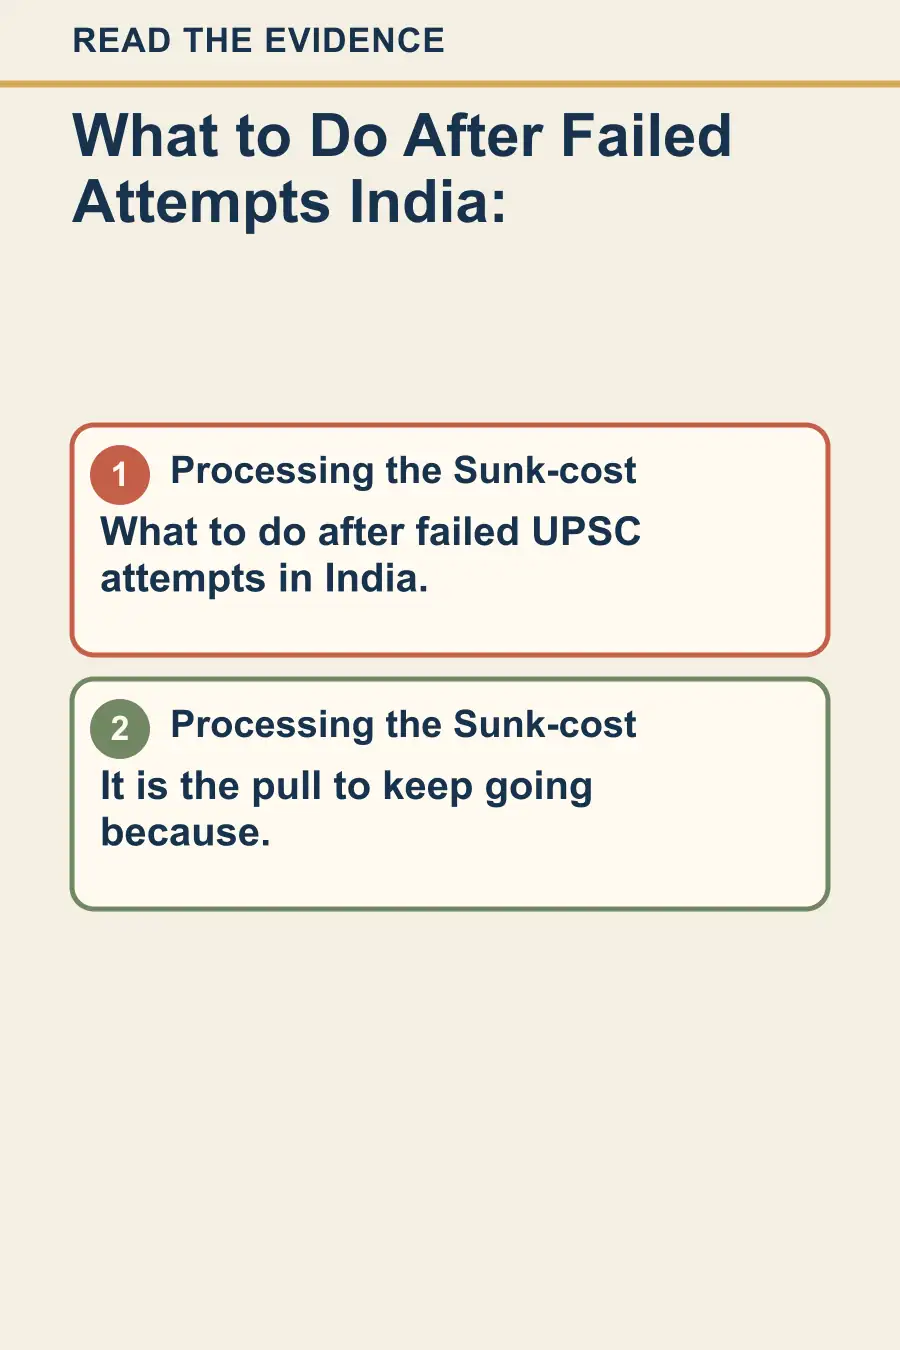 READ THE EVIDENCE
What to Do After Failed
Attempts India:
1 Processing the Sunk-cost
What to do after failed UPSC
attempts in India.
2 Processing the Sunk-cost
It is the pull to keep going
because.